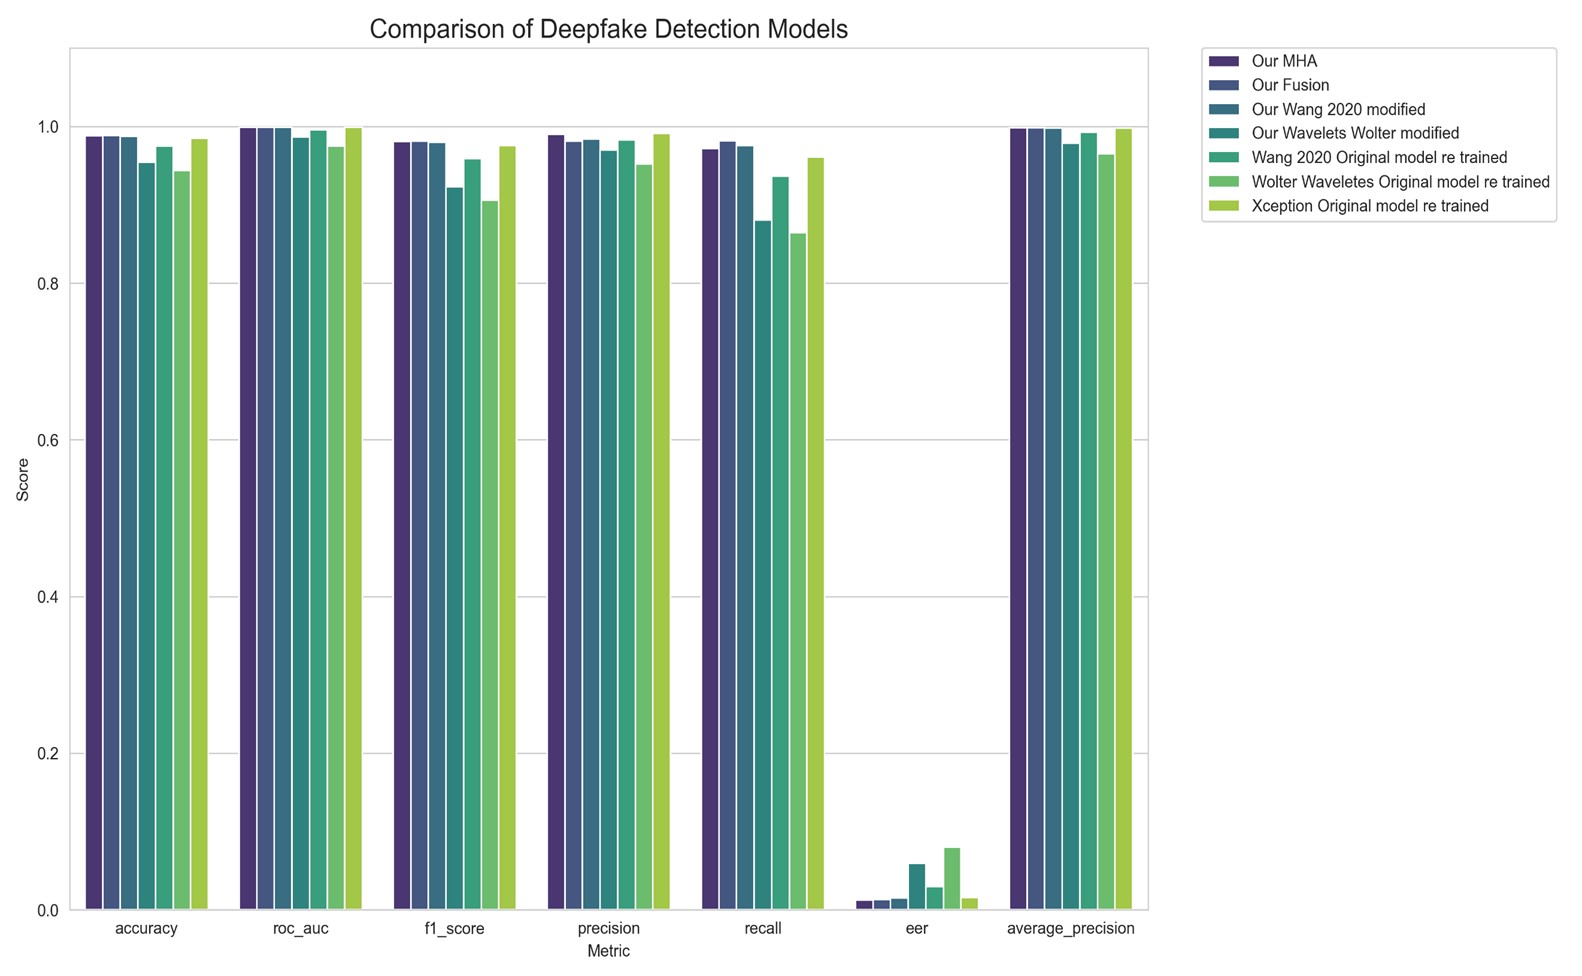 Comparison of Deepfake Detection Models
Our MHA
Our Fusion
Our Wang 2020 modified
Our Wavelets Wolter modified
Wang 2020 Original model re trained
Wolter Waveletes Original model re trained
Xception Original model re trained
1.0
0.8
0.6
0.4
0.2
0.0
Score
accuracy
roc_auc
f1_score
precision
recall
eer
average_precision
Metric